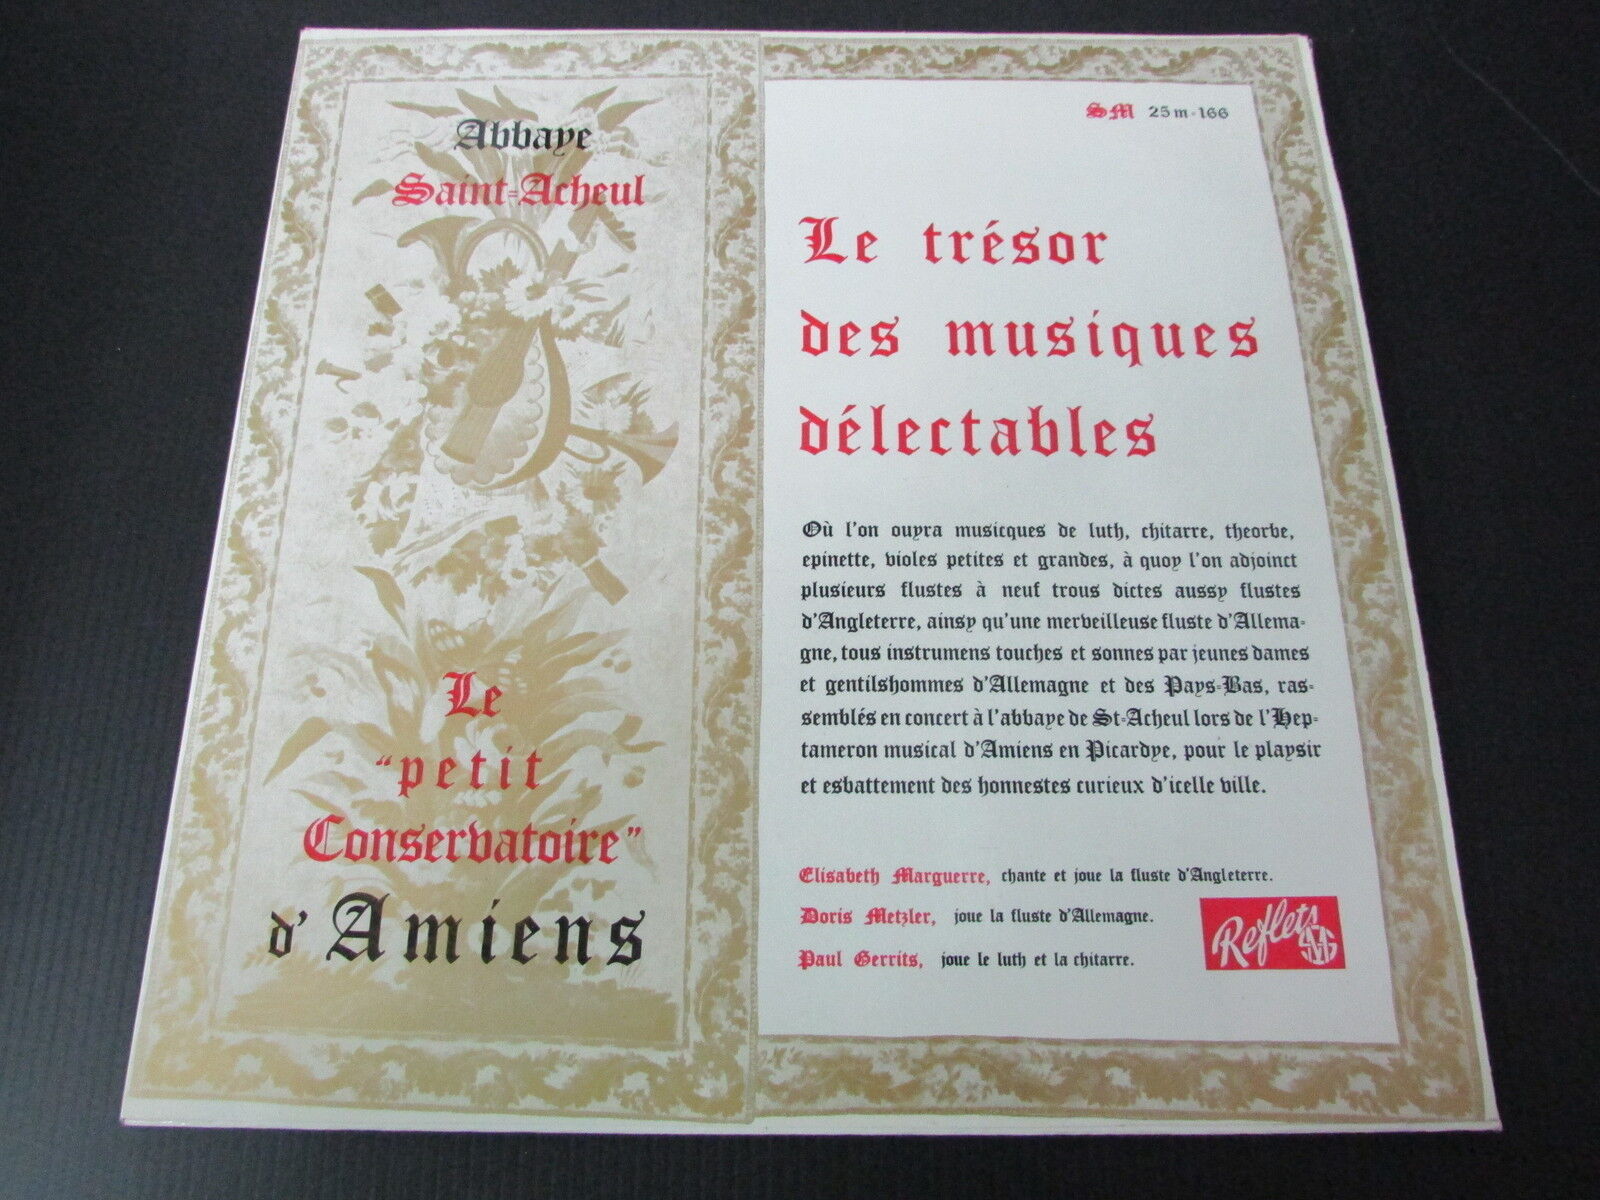 Abbaye
Saint-Acheul
Le
"petit
Conservatoire"
d'Amiens
SM 25 m-166
Le trésor
des musiques
délectables
Où l'on ouyra musicques de luth, chitarre, theorbe,
epinette, violes petites et grandes, à quoy l'on adjoinct
plusieurs flustes à neuf trous dictes aussy flustes
d'Angleterre, ainsy qu'une merveilleuse fluste d'Allema-
gne, tous instrumens touches et sonnes par jeunes dames
et gentilshommes d'Allemagne et des Pays-Bas, ras-
semblés en concert à l'abbaye de St-Acheul lors de l'Hep-
tameron musical d'Amiens en Picardye, pour le playsir
et esbattement des honnestes curieux d'icelle ville.
Elisabeth Marguerre, chante et joue la fluste d'Angleterre.
Doris Metzler, joue la fluste d'Allemagne.
Paul Gerrits, joue le luth et la chitarre.
Reflets